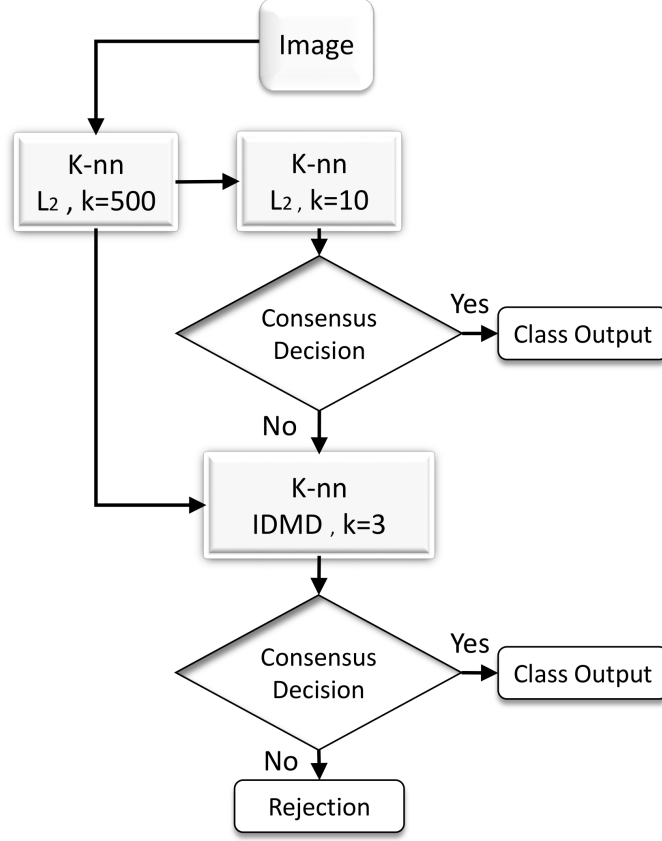 Image
K-nn
L2 , k=500
K-nn
L2 , k=10
Consensus
Decision
Yes
Class Output
No
K-nn
IDMD , k=3
Consensus
Decision
Yes
Class Output
No
Rejection